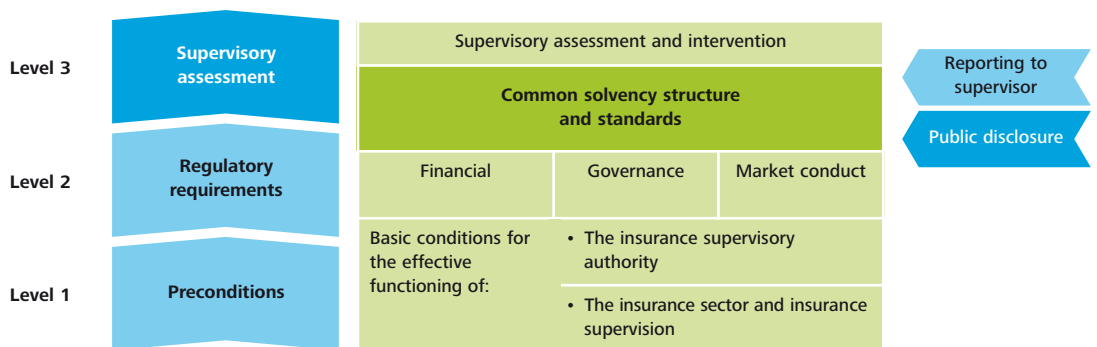 Level 3
Supervisory
assessment
Supervisory assessment and intervention
Common solvency structure
and standards
Reporting to
supervisor
Public disclosure
Level 2
Regulatory
requirements
Financial
Governance
Market conduct
Level 1
Preconditions
Basic conditions for
the effective
functioning of:
• The insurance supervisory
authority
• The insurance sector and insurance
supervision